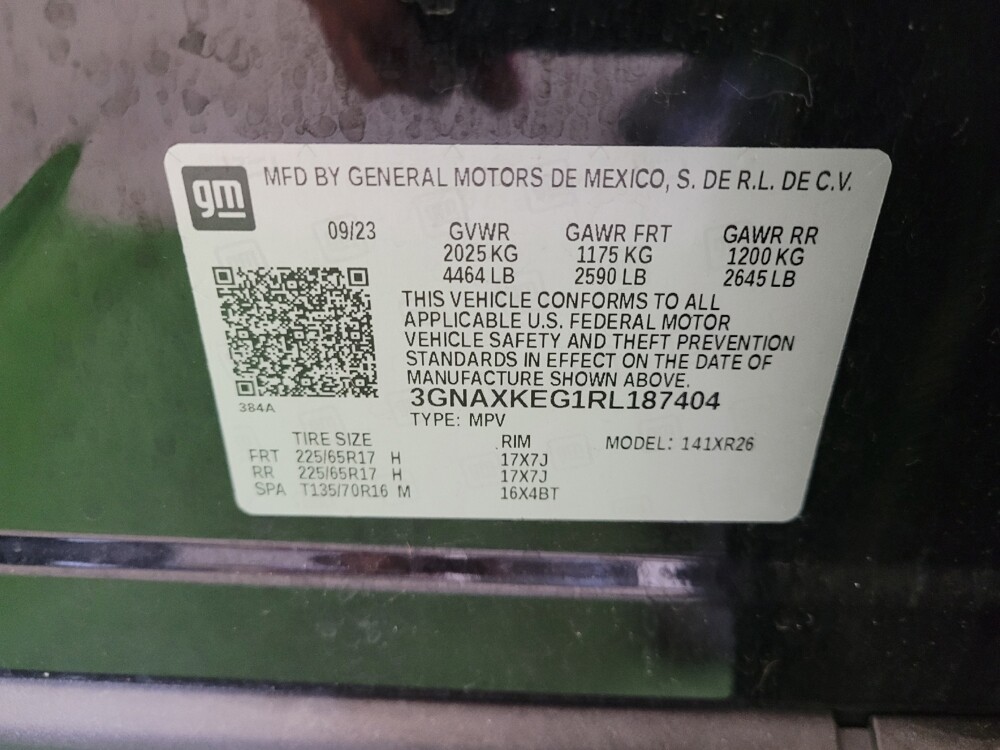 gm
MFD BY GENERAL MOTORS DE MEXICO, S. DE R.L. DE C.V.
09/23 GVWR GAWR FRT GAWR RR
2025 KG 1175 KG 1200 KG
4464 LB 2590 LB 2645 LB
THIS VEHICLE CONFORMS TO ALL
APPLICABLE U.S. FEDERAL MOTOR
VEHICLE SAFETY AND THEFT PREVENTION
STANDARDS IN EFFECT ON THE DATE OF
MANUFACTURE SHOWN ABOVE.
3GNAXKEG1RL187404
384A
TYPE: MPV
TIRE SIZE RIM MODEL: 141XR26
FRT 225/65R17 H 17X7J
RR 225/65R17 H 17X7J
SPA T135/70R16 M 16X4BT